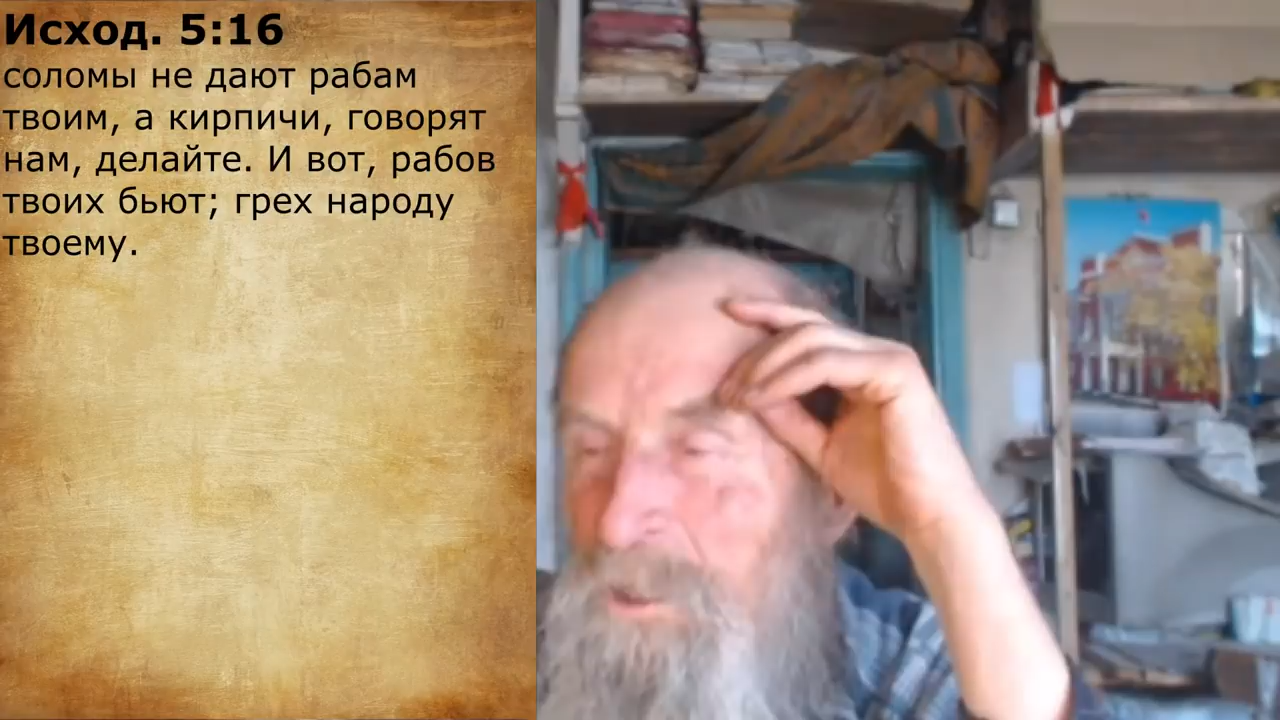 Исход. 5:16
соломы не дают рабам
твоим, а кирпичи, говорят
нам, делайте. И вот, рабов
твоих бьют; грех народу
твоему.